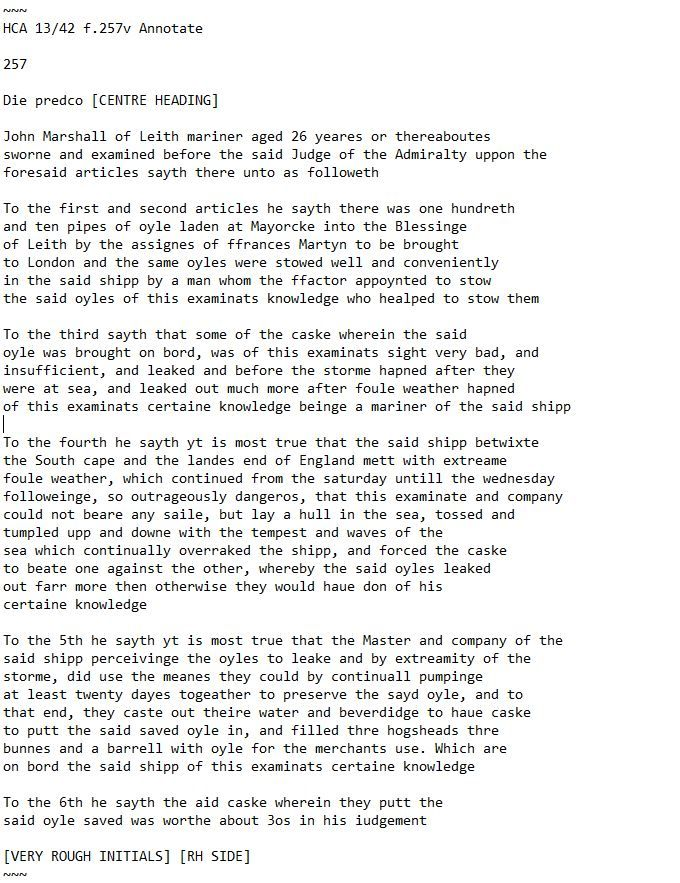 ~~~
HCA 13/42 f.257v Annotate
257
Die predco [CENTRE HEADING]
John Marshall of Leith mariner aged 26 yeares or thereaboutes
sworne and examined before the said Judge of the Admiralty uppon the
foresaid articles sayth there unto as followeth
To the first and second articles he sayth there was one hundreth
and ten pipes of oyle laden at Mayorcke into the Blessinge
of Leith by the assignes of ffrances Martyn to be brought
to London and the same oyles were stowed well and conveniently
in the said shipp by a man whom the ffactor appoynted to stow
the said oyles of this examinats knowledge who healped to stow them
To the third sayth that some of the caske wherein the said
oyle was brought on bord, was of this examinats sight very bad, and
insufficient, and leaked and before the storme hapned after they
were at sea, and leaked out much more after foule weather hapned
of this examinats certaine knowledge beinge a mariner of the said shipp
To the fourth he sayth yt is most true that the said shipp betwixte
the South cape and the landes end of England mett with extreame
foule weather, which continued from the saturday untill the wednesday
followeinge, so outrageously dangeros, that this examinate and company
could not beare any saile, but lay a hull in the sea, tossed and
tumpled upp and downe with the tempest and waves of the
sea which continually overraked the shipp, and forced the caske
to beate one against the other, whereby the said oyles leaked
out farr more then otherwise they would haue don of his
certaine knowledge
To the 5th he sayth yt is most true that the Master and company of the
said shipp perceivinge the oyles to leake and by extreamity of the
storme, did use the meanes they could by continuall pumpinge
at least twenty dayes togeather to preserve the sayd oyle, and to
that end, they caste out theire water and beverdidge to haue caske
to putt the said saved oyle in, and filled thre hogsheads thre
bunnes and a barrell with oyle for the merchants use. Which are
on bord the said shipp of this examinats certaine knowledge
To the 6th he sayth the aid caske wherein they putt the
said oyle saved was worthe about 3os in his iudgement
[VERY ROUGH INITIALS] [RH SIDE]
~~~